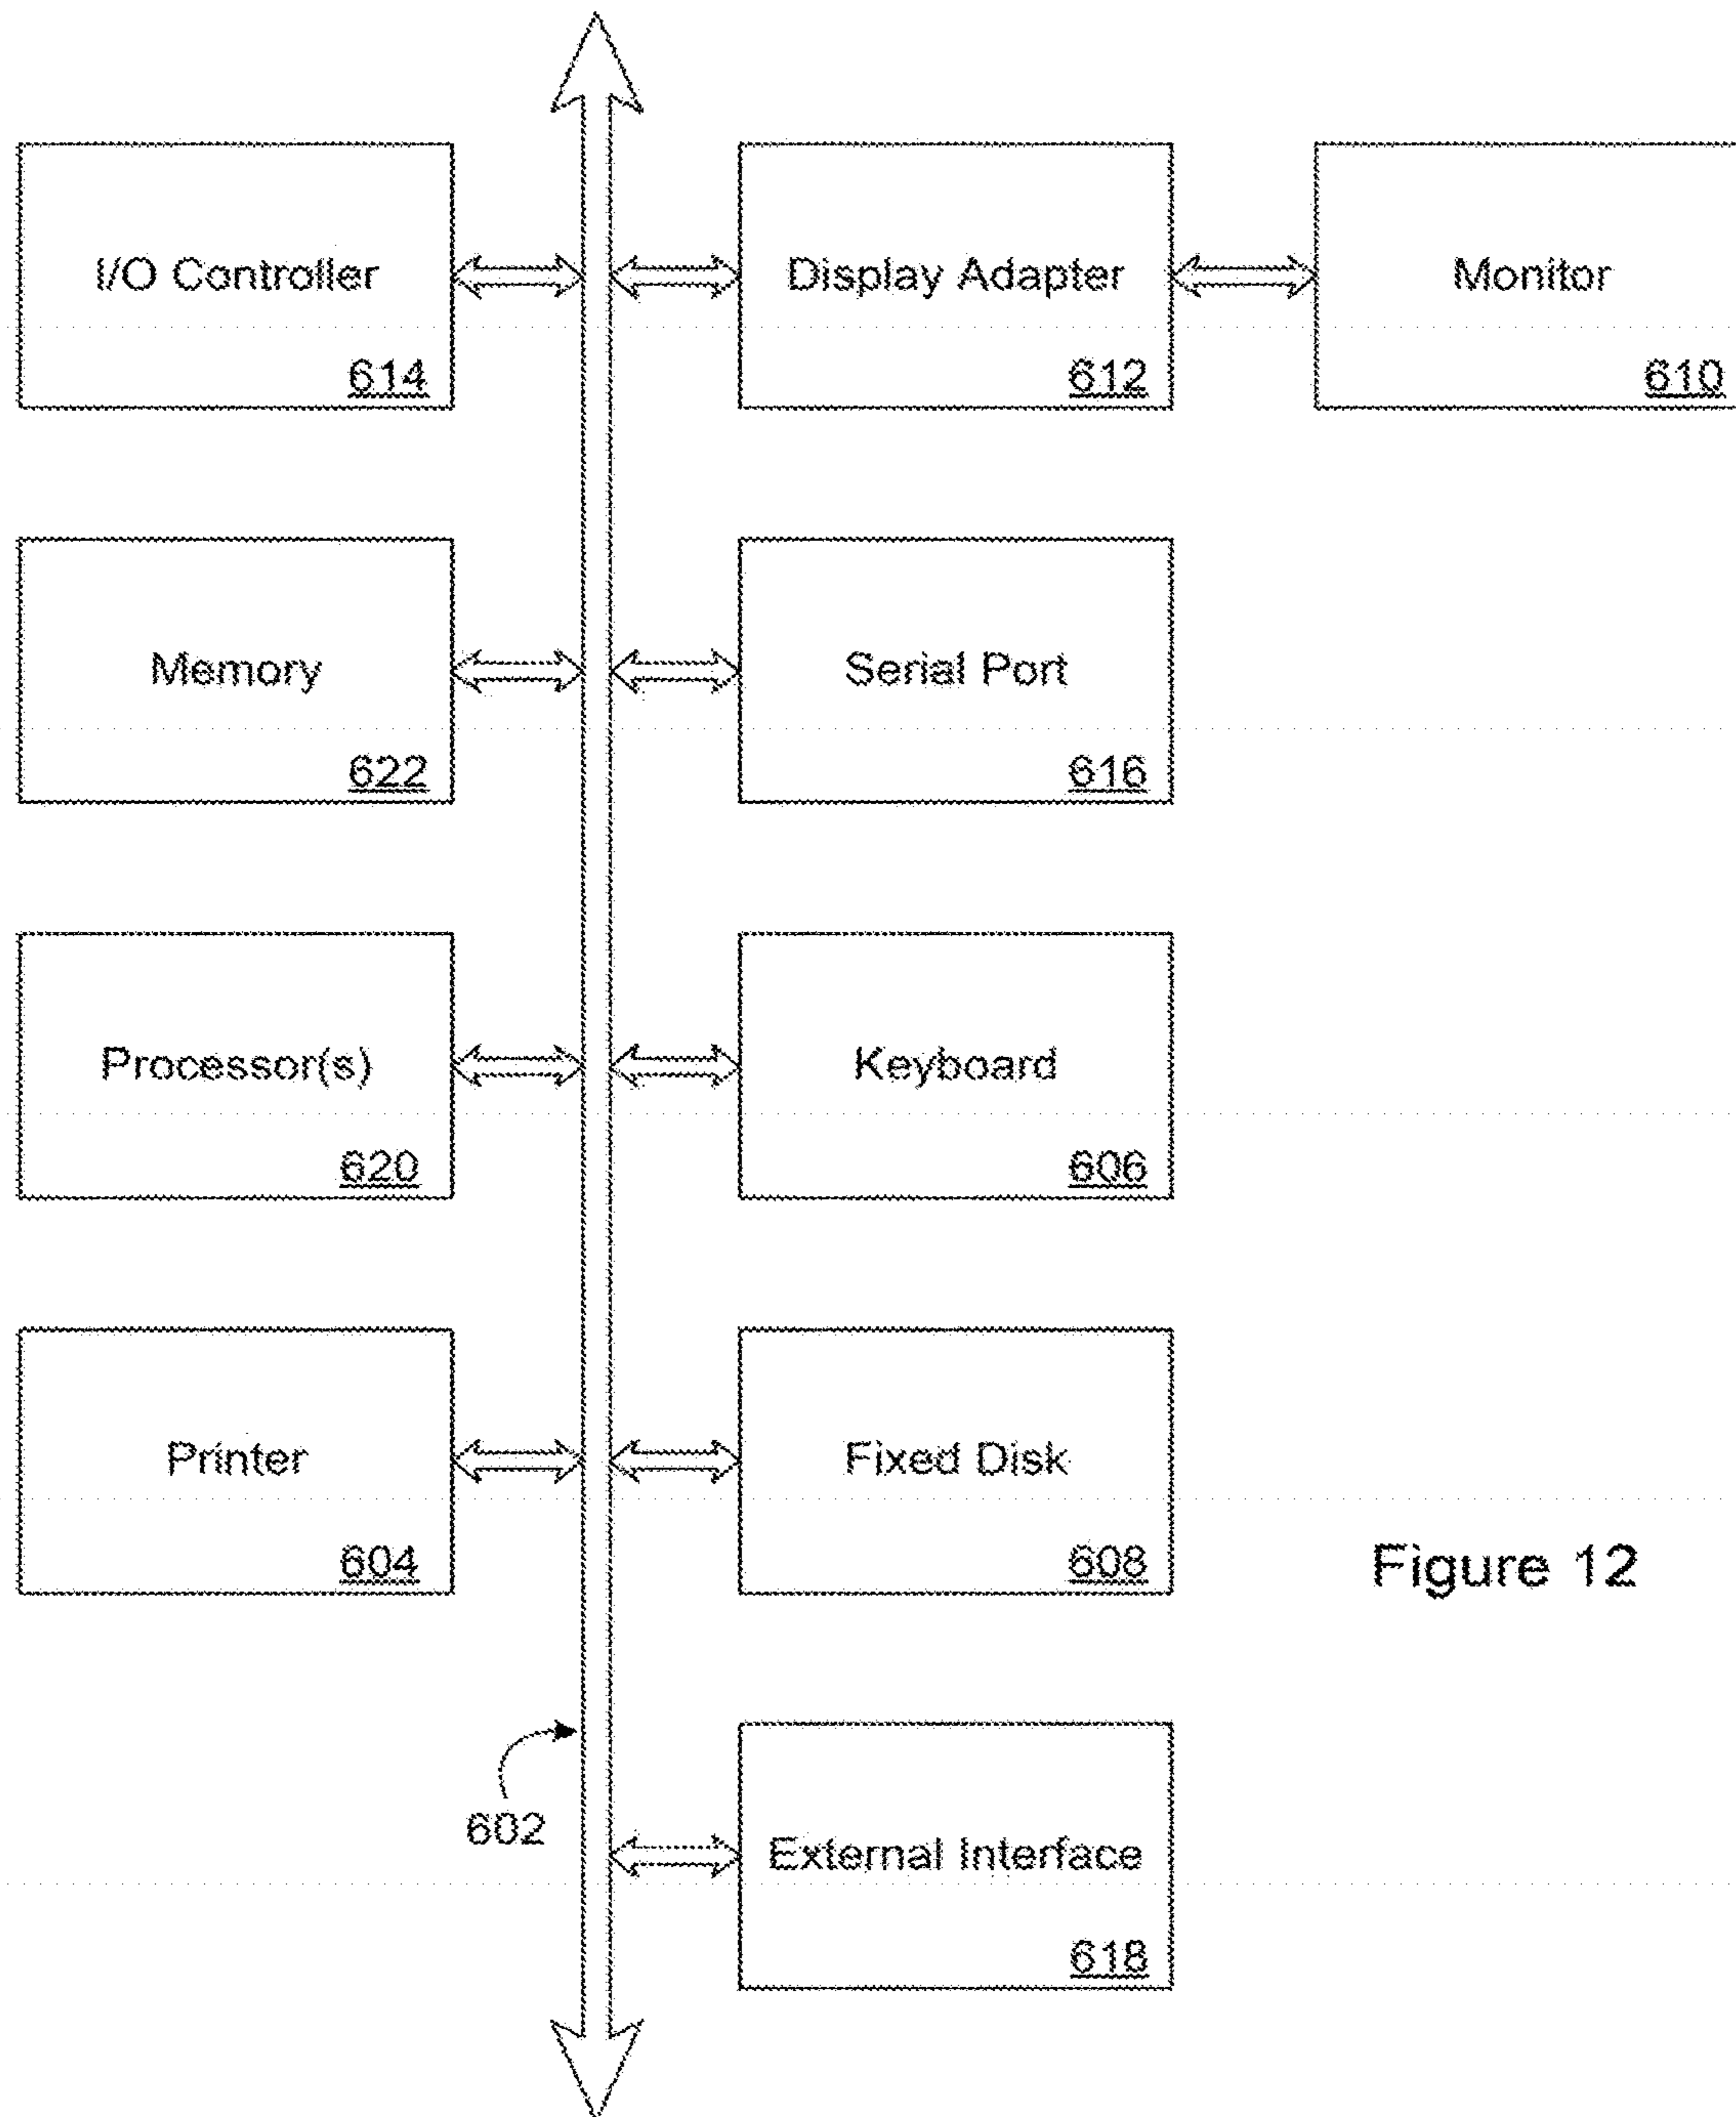 I/O Controller
614
Display Adapter
612
Monitor
610
Memory
622
Serial Port
616
Processor(s)
620
Keyboard
606
Printer
604
Fixed Disk
608
Figure 12
602
External Interface
618